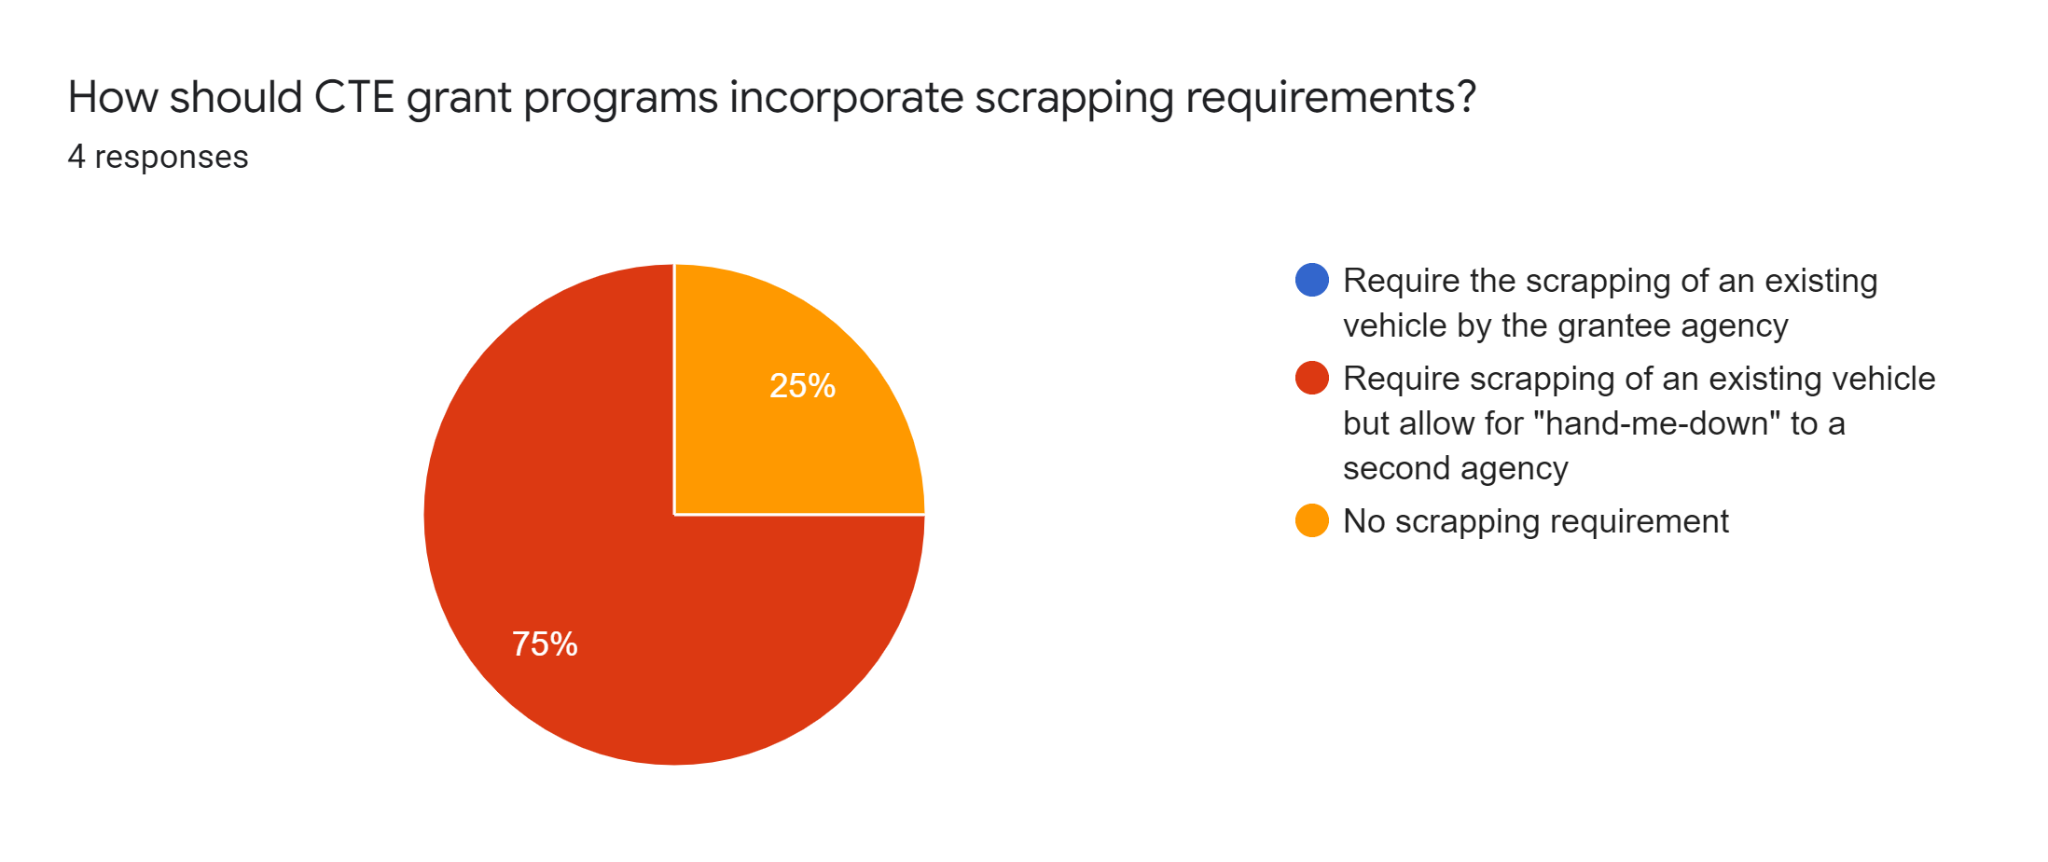 How should CTE grant programs incorporate scrapping requirements?
4 responses
25%
75%
Require the scrapping of an existing
vehicle by the grantee agency
Require scrapping of an existing vehicle
but allow for "hand-me-down" to a
second agency
No scrapping requirement